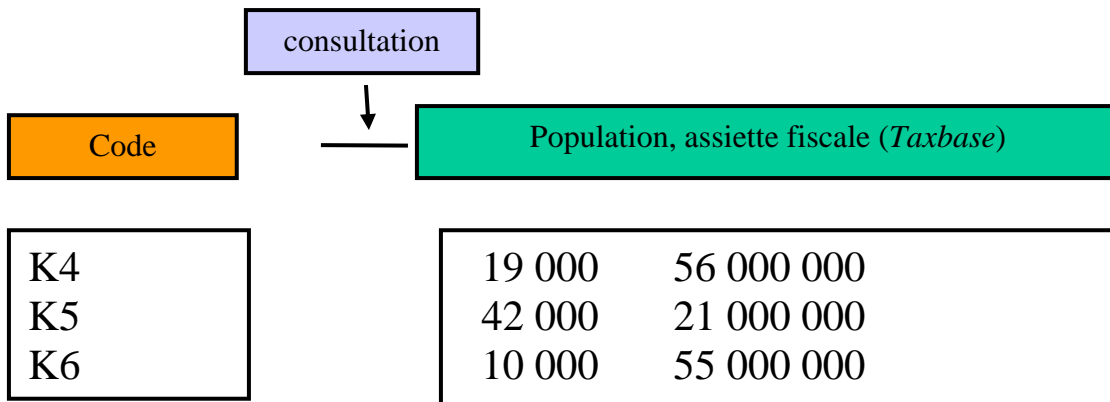 consultation
Code
Population, assiette fiscale (Taxbase)
K4 19 000 56 000 000
K5 42 000 21 000 000
K6 10 000 55 000 000